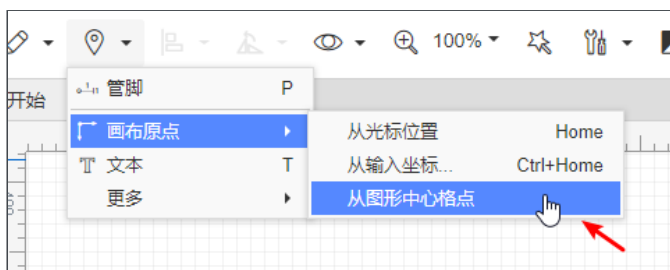 100%
管脚 P
开始
画布原点
从光标位置 Home
文本 T
从输入坐标... Ctrl+Home
更多
从图形中心格点